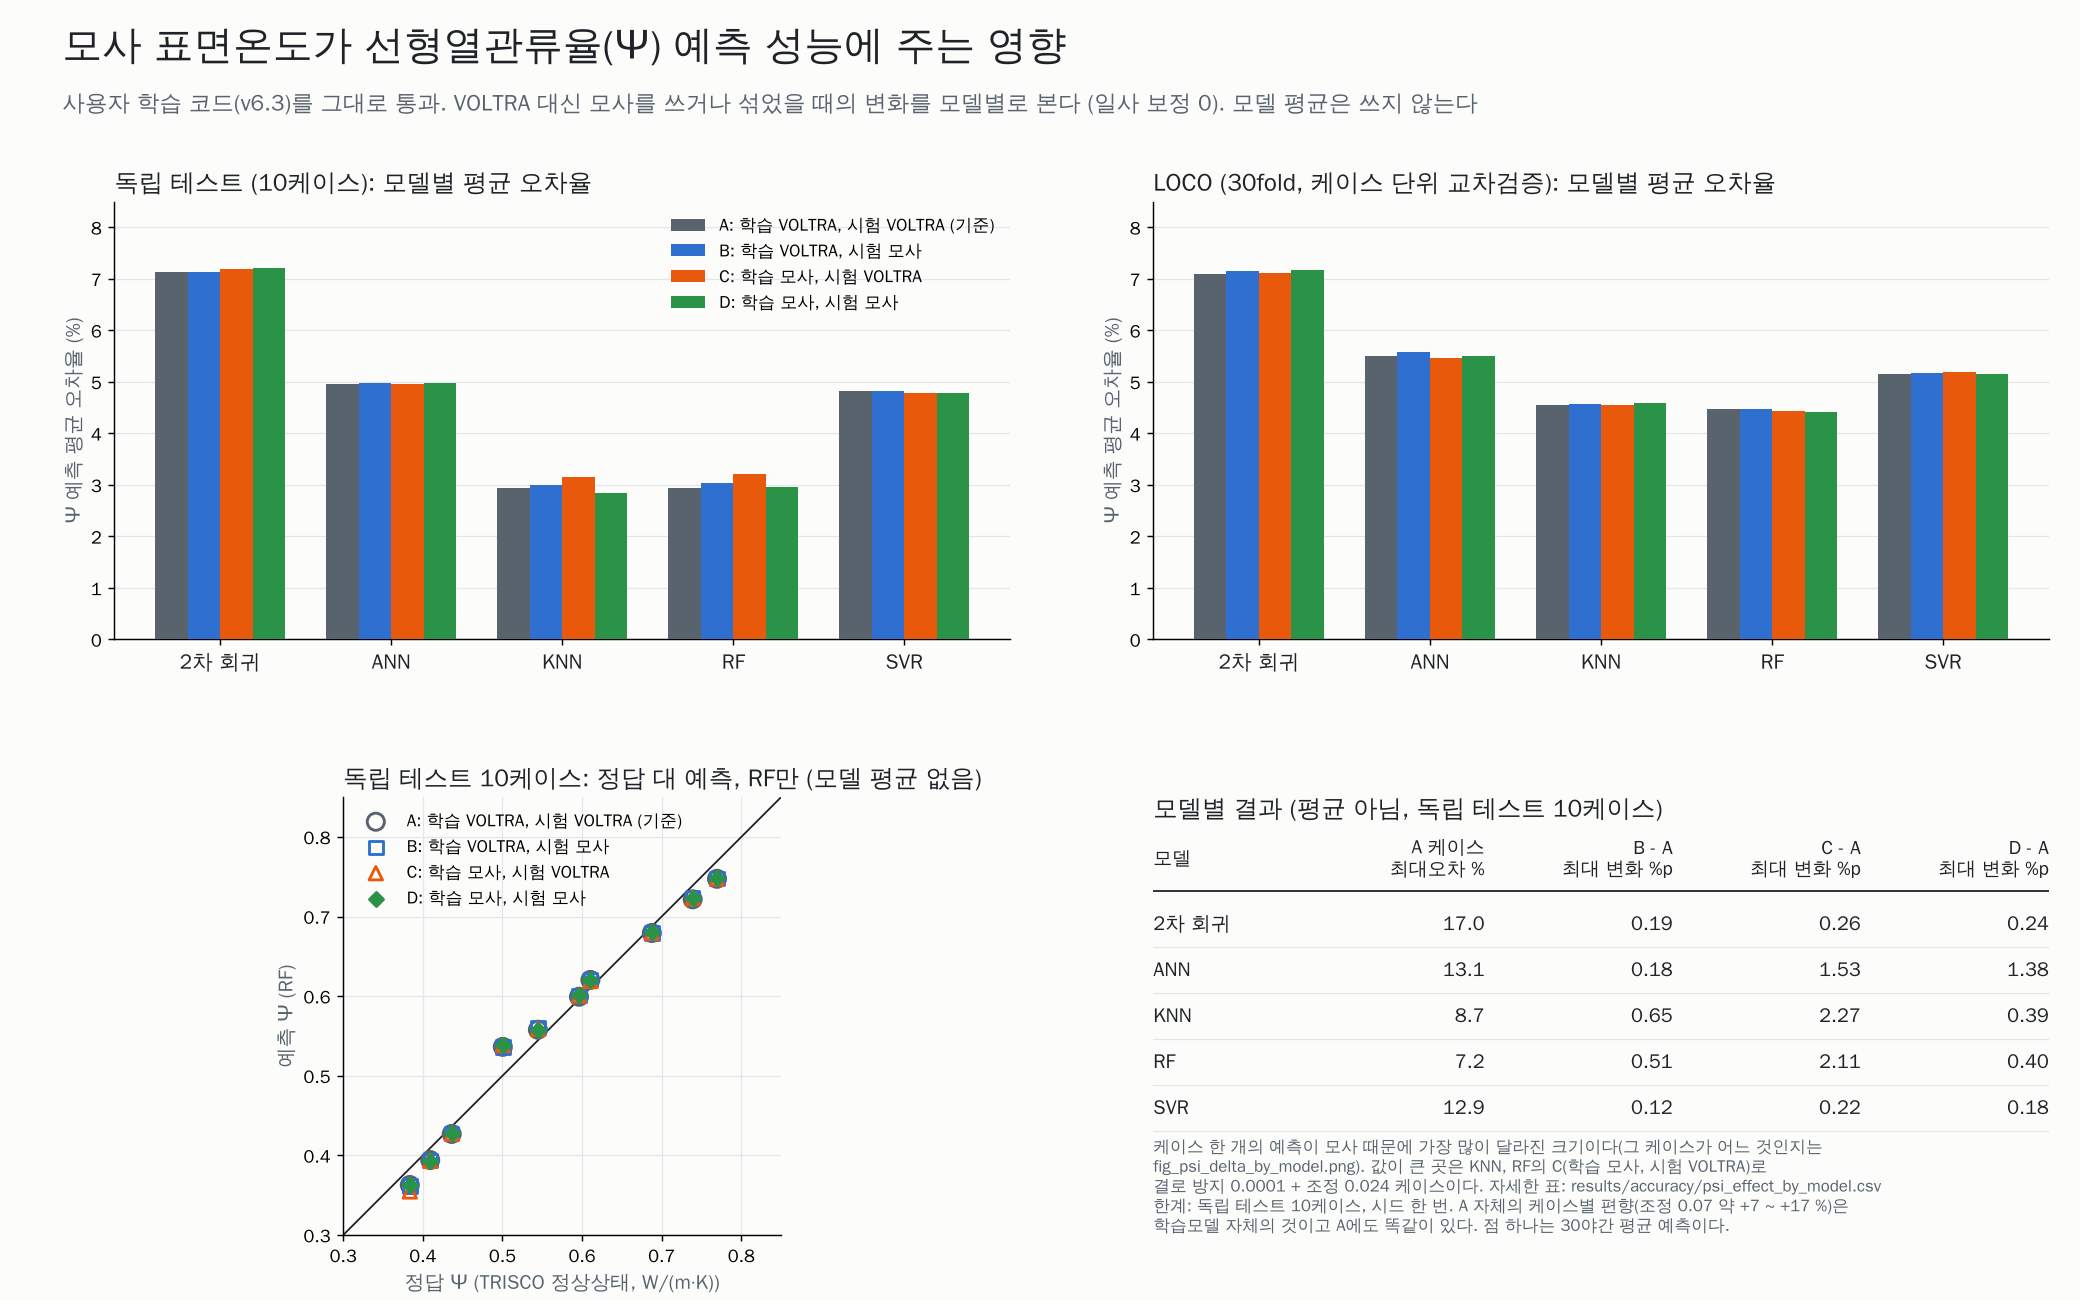 모사 표면온도가 선형열관류율(Ψ) 예측 성능에 주는 영향
사용자 학습 코드(v6.3)를 그대로 통과. VOLTRA 대신 모사를 쓰거나 섞었을 때의 변화를 모델별로 본다 (일사 보정 0). 모델 평균은 쓰지 않는다
독립 테스트 (10케이스): 모델별 평균 오차율
Ψ 예측 평균 오차율 (%)
8
7
6
5
4
3
2
1
0
A: 학습 VOLTRA, 시험 VOLTRA (기준)
B: 학습 VOLTRA, 시험 모사
C: 학습 모사, 시험 VOLTRA
D: 학습 모사, 시험 모사
2차 회귀 ANN KNN RF SVR
LOCO (30fold, 케이스 단위 교차검증): 모델별 평균 오차율
Ψ 예측 평균 오차율 (%)
8
7
6
5
4
3
2
1
0
2차 회귀 ANN KNN RF SVR
독립 테스트 10케이스: 정답 대 예측, RF만 (모델 평균 없음)
A: 학습 VOLTRA, 시험 VOLTRA (기준)
B: 학습 VOLTRA, 시험 모사
C: 학습 모사, 시험 VOLTRA
D: 학습 모사, 시험 모사
예측 Ψ (RF)
0.8
0.7
0.6
0.5
0.4
0.3
0.3 0.4 0.5 0.6 0.7 0.8
정답 Ψ (TRISCO 정상상태, W/(m·K))
모델별 결과 (평균 아님, 독립 테스트 10케이스)
모델 A 케이스 최대오차 % B - A 최대 변화 %p C - A 최대 변화 %p D - A 최대 변화 %p
2차 회귀 17.0 0.19 0.26 0.24
ANN 13.1 0.18 1.53 1.38
KNN 8.7 0.65 2.27 0.39
RF 7.2 0.51 2.11 0.40
SVR 12.9 0.12 0.22 0.18
케이스 한 개의 예측이 모사 때문에 가장 많이 달라진 크기이다(그 케이스가 어느 것인지는
fig_psi_delta_by_model.png). 값이 큰 곳은 KNN, RF의 C(학습 모사, 시험 VOLTRA)로
결로 방지 0.0001 + 조정 0.024 케이스이다. 자세한 표: results/accuracy/psi_effect_by_model.csv
한계: 독립 테스트 10케이스, 시드 한 번. A 자체의 케이스별 편향(조정 0.07 약 +7 ~ +17 %)은
학습모델 자체의 것이고 A에도 똑같이 있다. 점 하나는 30야간 평균 예측이다.